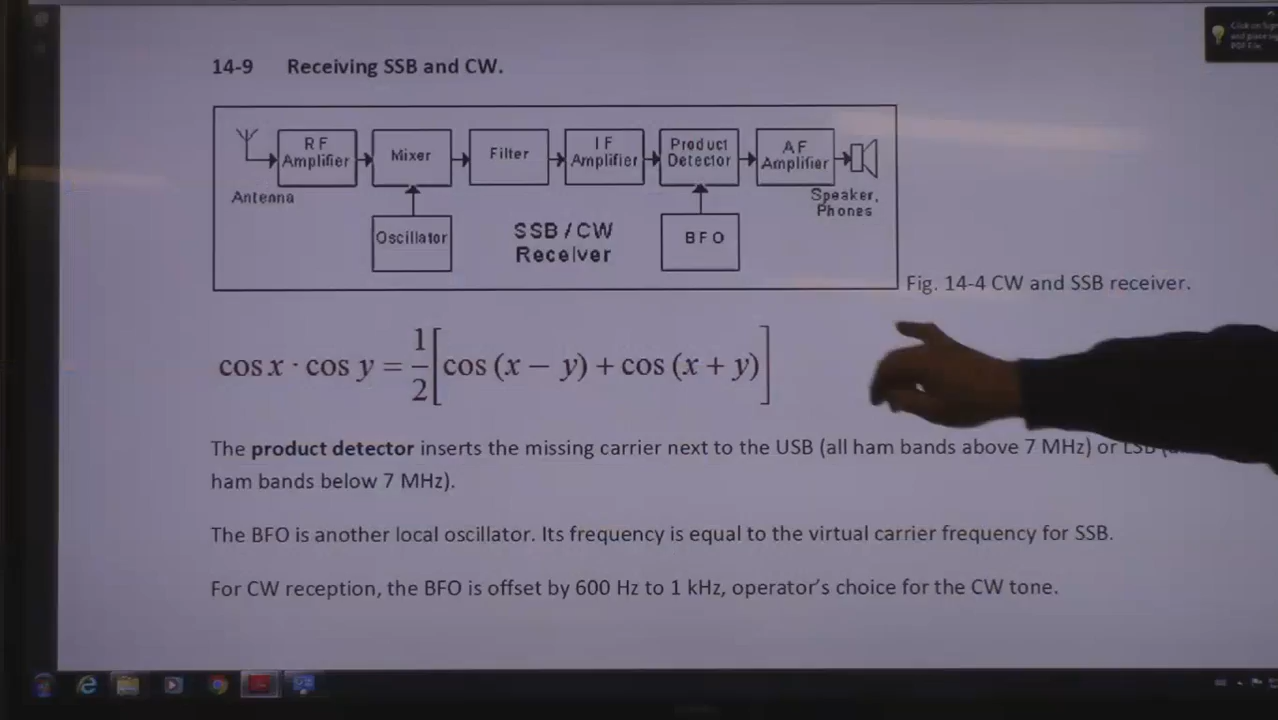 14-9 Receiving SSB and CW.
RF Amplifier
Mixer
Filter
IF Amplifier
Product Detector
AF Amplifier
Antenna
Speaker, Phones
Oscillator
SSB / CW Receiver
BFO
Fig. 14-4 CW and SSB receiver.
cos x · cos y = 1/2 [cos (x − y) + cos (x + y)]
The product detector inserts the missing carrier next to the USB (all ham bands above 7 MHz) or LSB
ham bands below 7 MHz).
The BFO is another local oscillator. Its frequency is equal to the virtual carrier frequency for SSB.
For CW reception, the BFO is offset by 600 Hz to 1 kHz, operator's choice for the CW tone.